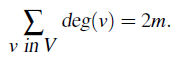 ∑ deg(v) = 2m.
v in V